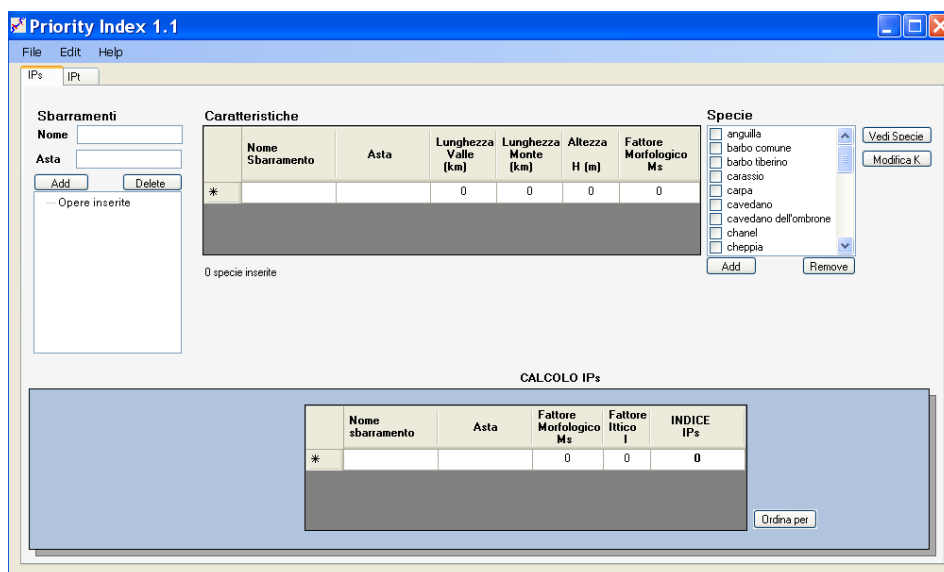 Priority Index 1.1
File Edit Help
IPs IPt
Sbarramenti
Nome
Asta
Add Delete
Opere inserite
Caratteristiche
Nome Sbarramento
Asta
Lunghezza Valle (km)
Lunghezza Monte (km)
Altezza H (m)
Fattore Morfologico Ms
* 0 0 0 0
0 specie inserite
Specie
anguilla
barbo comune
barbo tiberino
carassio
carpa
cavedano
cavedano dell'ombrone
chanel
cheppia
Add Remove
Vedi Specie
Modifica K
CALCOLO IPs
Nome sbarramento
Asta
Fattore Morfologico Ms
Fattore Ittico I
INDICE IPs
* 0 0 0
Ordina per